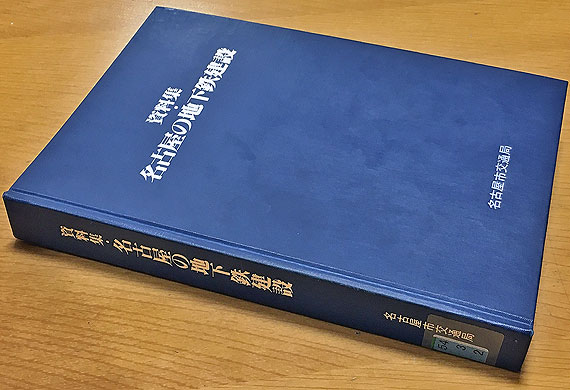 資料集・
名古屋の地下鉄建設
名古屋市交通局
資料集・名古屋の地下鉄建設
名古屋市交通局
3
2